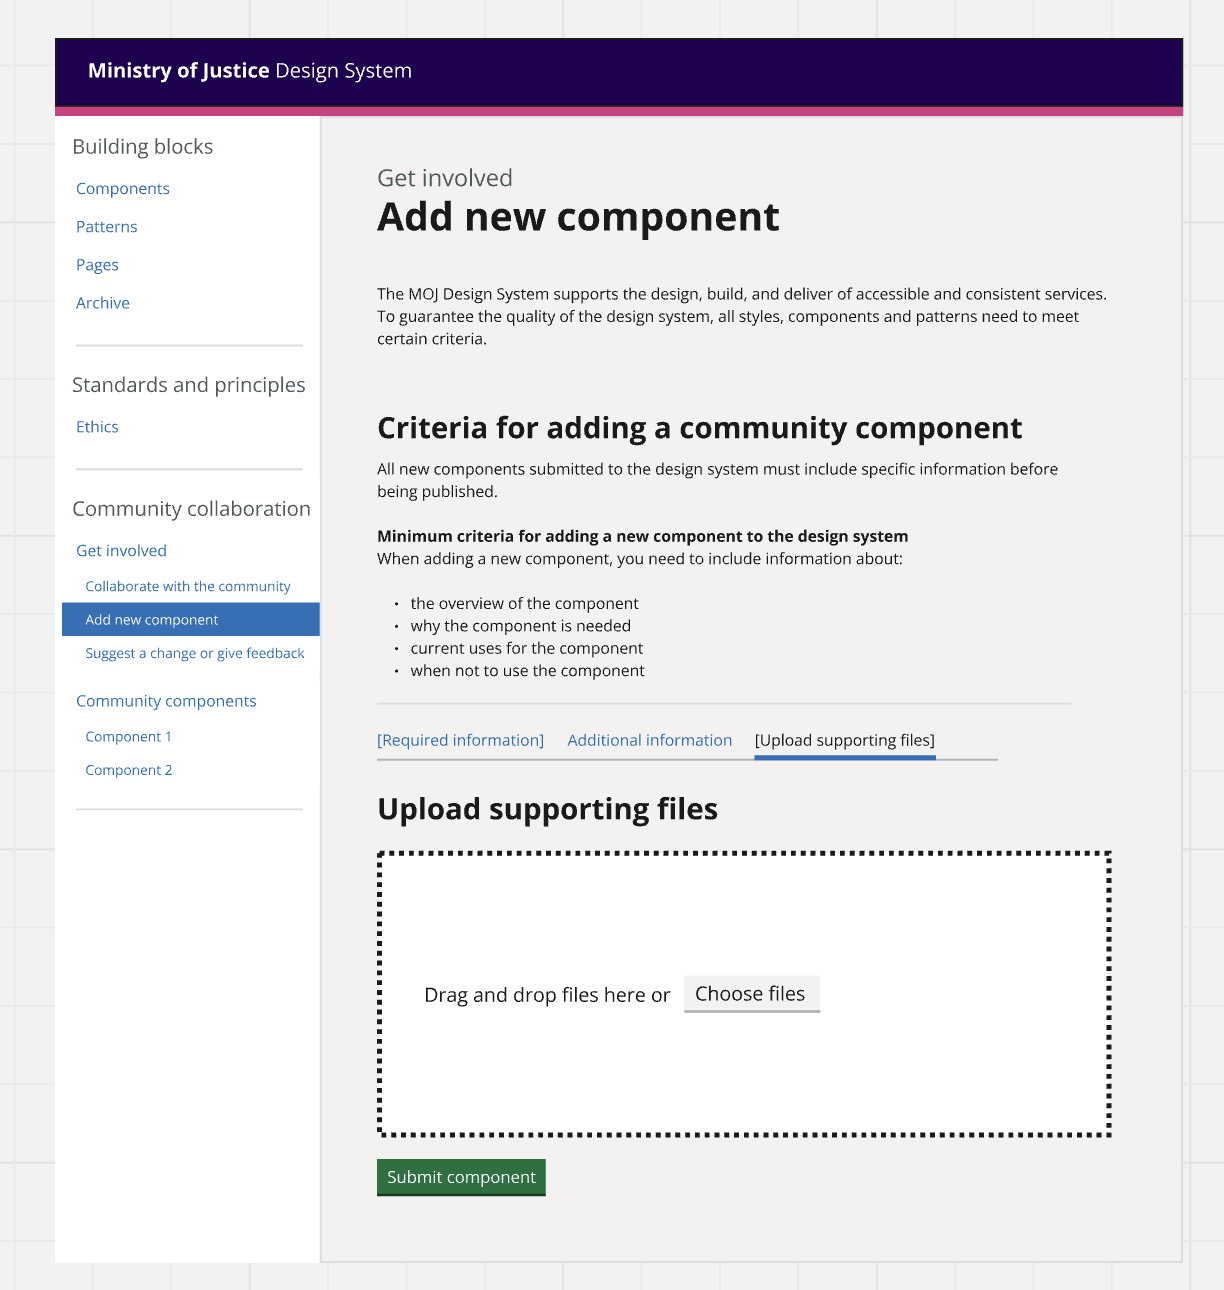 Ministry of Justice Design System
Building blocks
Components
Patterns
Pages
Archive
Standards and principles
Ethics
Community collaboration
Get involved
Collaborate with the community
Add new component
Suggest a change or give feedback
Community components
Component 1
Component 2
Get involved
Add new component
The MOJ Design System supports the design, build, and deliver of accessible and consistent services.
To guarantee the quality of the design system, all styles, components and patterns need to meet
certain criteria.
Criteria for adding a community component
All new components submitted to the design system must include specific information before
being published.
Minimum criteria for adding a new component to the design system
When adding a new component, you need to include information about:
• the overview of the component
• why the component is needed
• current uses for the component
• when not to use the component
[Required information] Additional information [Upload supporting files]
Upload supporting files
Drag and drop files here or Choose files
Submit component